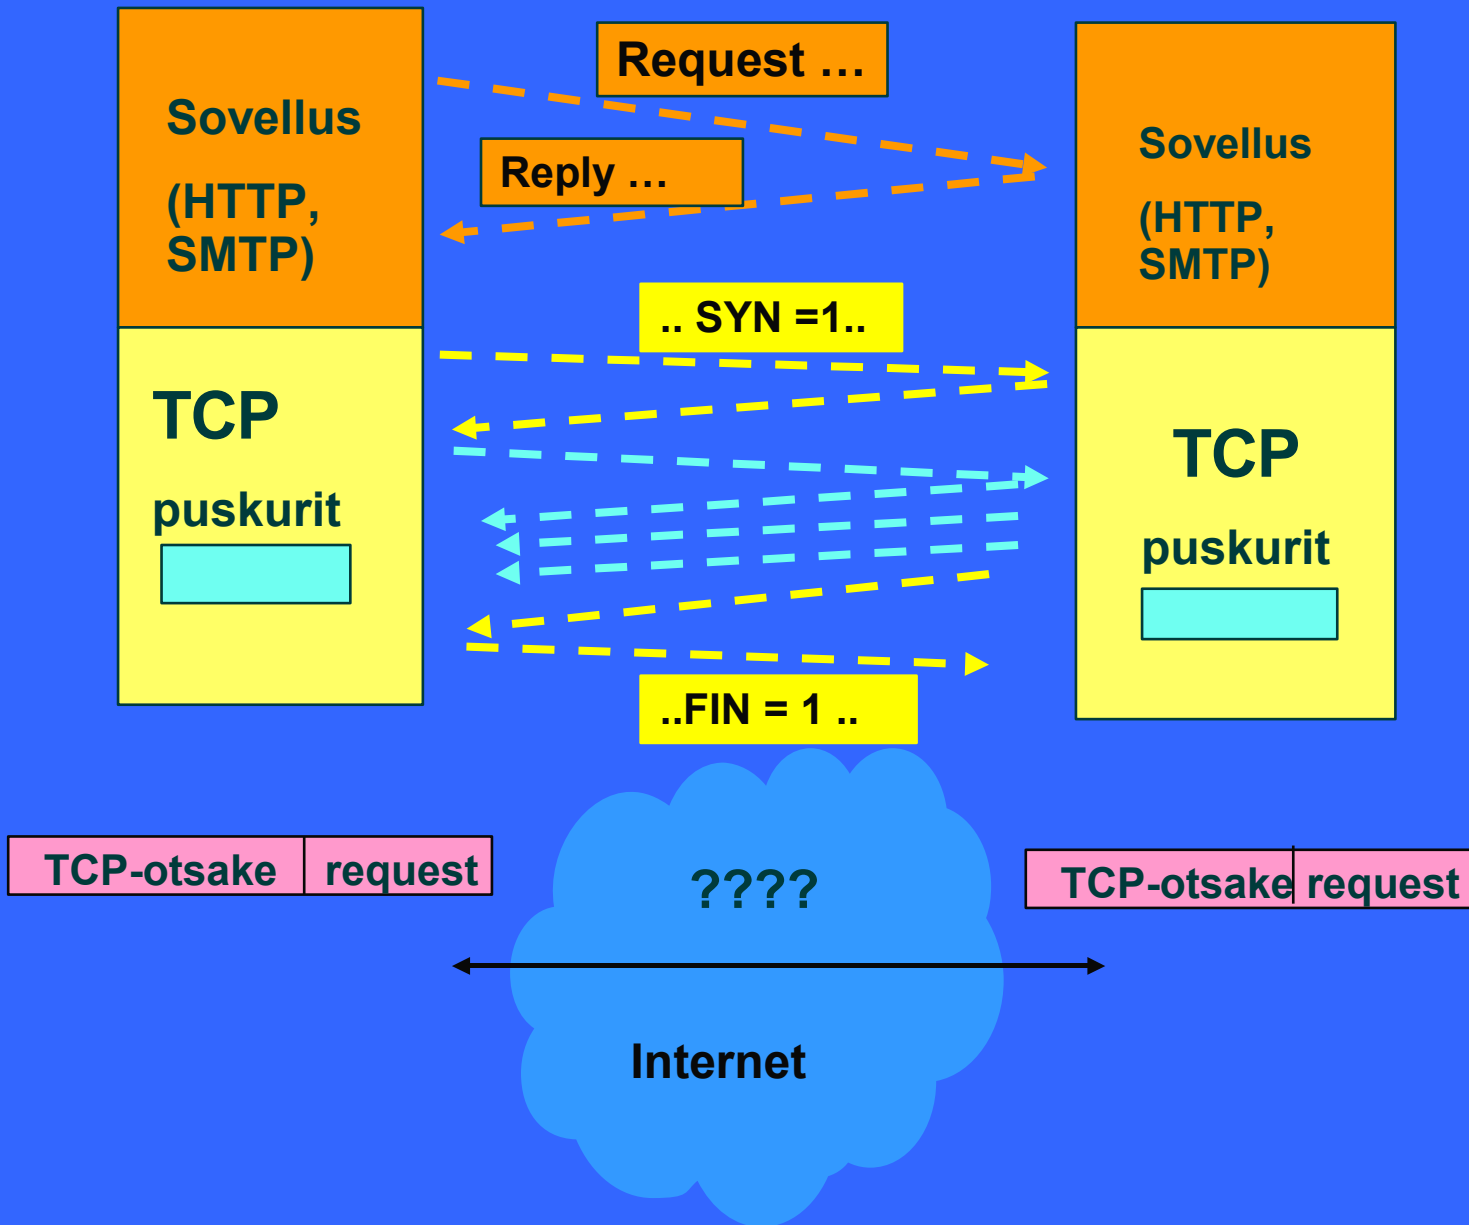 Request …
Sovellus
(HTTP,
SMTP)
Reply …
Sovellus
(HTTP,
SMTP)
.. SYN =1..
TCP
puskurit
TCP
puskurit
..FIN = 1 ..
TCP-otsake request
????
TCP-otsake request
Internet